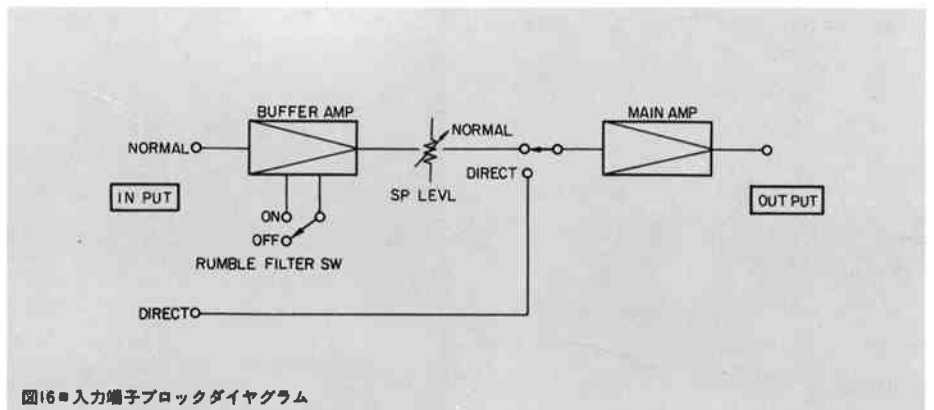 BUFFER AMP
MAIN AMP
NORMAL
NORMAL
DIRECT
IN PUT
SP LEVL
OUT PUT
ON
OFF
RUMBLE FILTER SW
DIRECT
図16■入力端子ブロックダイヤグラム